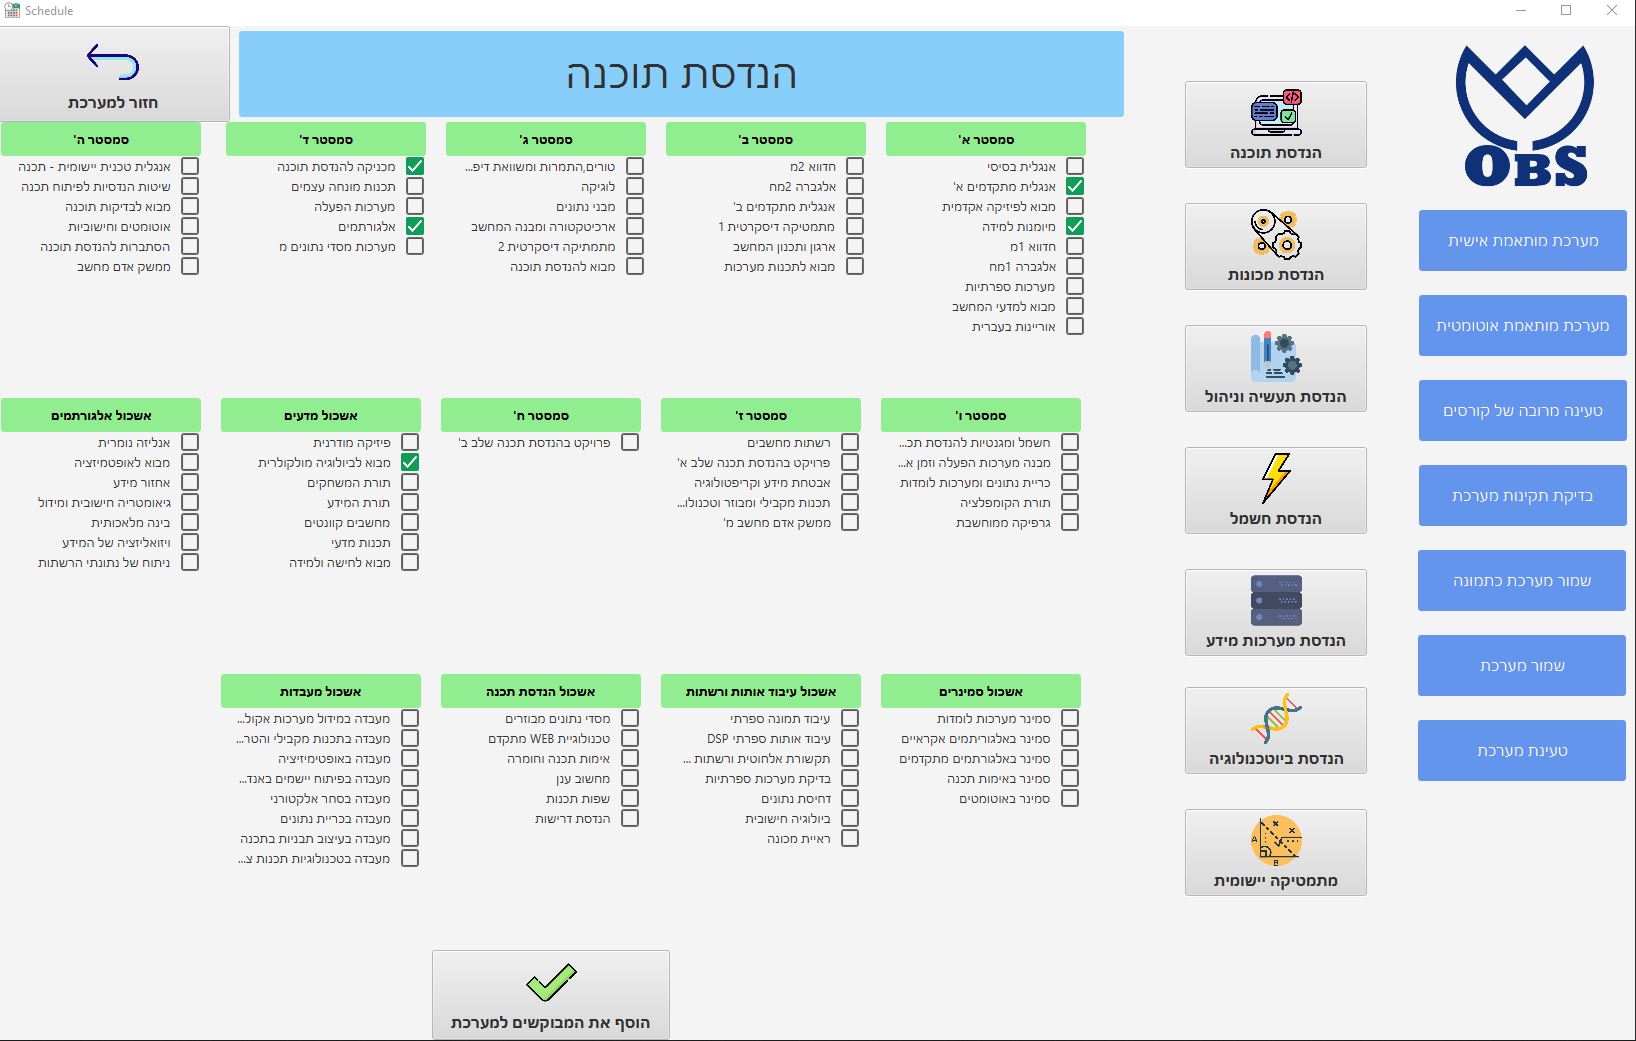 Schedule
חזור למערכת
הנדסת תוכנה
OBS
סמסטר א'
אנגלית בסיסי
אנגלית מתקדמים א'
מבוא לפיזיקה אקדמית
מיומנות למידה
חדווא 1מ
אלגברה 1מח
מערכות ספרתיות
מבוא למדעי המחשב
אוריינות בעברית
סמסטר ב'
חדווא 2מ
אלגברה 2מח
אנגלית מתקדמים ב'
מתמטיקה דיסקרטית 1
ארגון ותכנון המחשב
מבוא לתכנות מערכות
סמסטר ג'
טורים,התמרות ומשוואת דיפ...
לוגיקה
מבני נתונים
ארכיטקטורה ומבנה המחשב
מתמתיקה דיסקרטית 2
מבוא להנדסת תוכנה
סמסטר ד'
מכניקה להנדסת תוכנה
תכנות מונחה עצמים
מערכות הפעלה
אלגורתמים
מערכות מסדי נתונים מ
סמסטר ה'
אנגלית טכנית יישומית - תכנה
שיטות הנדסיות לפיתוח תכנה
מבוא לבדיקות תוכנה
אוטומטים וחישוביות
הסתברות להנדסת תוכנה
ממשק אדם מחשב
סמסטר ו'
חשמל ומגנטיות להנדסת תכ...
מבנה מערכות הפעלה וזמן א...
כריית נתונים ומערכות לומדות
תורת הקומפלציה
גרפיקה ממוחשבת
סמסטר ז'
רשתות מחשבים
פרויקט בהנדסת תכנה שלב א'
אבטחת מידע וקריפטולוגיה
תכנות מקבילי ומבוזר וטכנולו...
ממשק אדם מחשב מ'
סמסטר ח'
פרויקט בהנדסת תכנה שלב ב'
אשכול מדעים
פיזיקה מודרנית
מבוא לביולוגיה מולקולרית
תורת המשחקים
תורת המידע
מחשבים קוונטים
תכנות מדעי
מבוא לחישה ולמידה
אשכול אלגורתמים
אנליזה נומרית
מבוא לאופטמיזציה
אחזור מידע
גיאומטריה חישובית ומידול
בינה מלאכותית
ויזואליזציה של המידע
ניתוח של נתונתי הרשתות
אשכול סמינרים
סמינר מערכות לומדות
סמינר באלגוריתמים אקראיים
סמינר באלגורתמים מתקדמים
סמינר באימות תכנה
סמינר באוטומטים
אשכול עיבוד אותות ורשתות
עיבוד תמונה ספרתי
עיבוד אותות ספרתי DSP
תקשורת אלחוטית ורשתות ...
בדיקת מערכות ספרתיות
דחיסת נתונים
ביולוגיה חישובית
ראיית מכונה
אשכול הנדסת תכנה
מסדי נתונים מבוזרים
טכנולוגיית WEB מתקדם
אימות תכנה וחומרה
מחשוב ענן
שפות תכנות
הנדסת דרישות
אשכול מעבדות
מעבדה במידול מערכות אקול...
מעבדה בתכנות מקבילי והטר...
מעבדה באופטימיזיציה
מעבדה בפיתוח יישמים באנד...
מעבדה בסחר אלקטורני
מעבדה בכריית נתונים
מעבדה בעיצוב תבניות בתכנה
מעבדה בטכנולוגיות תכנות צ...
הוסף את המבוקשים למערכת
הנדסת תוכנה
הנדסת מכונות
הנדסת תעשיה וניהול
הנדסת חשמל
הנדסת מערכות מידע
הנדסת ביוטכנולוגיה
מתמטיקה יישומית
מערכת מותאמת אישית
מערכת מותאמת אוטומטית
טעינה מרובה של קורסים
בדיקת תקינות מערכת
שמור מערכת כתמונה
שמור מערכת
טעינת מערכת